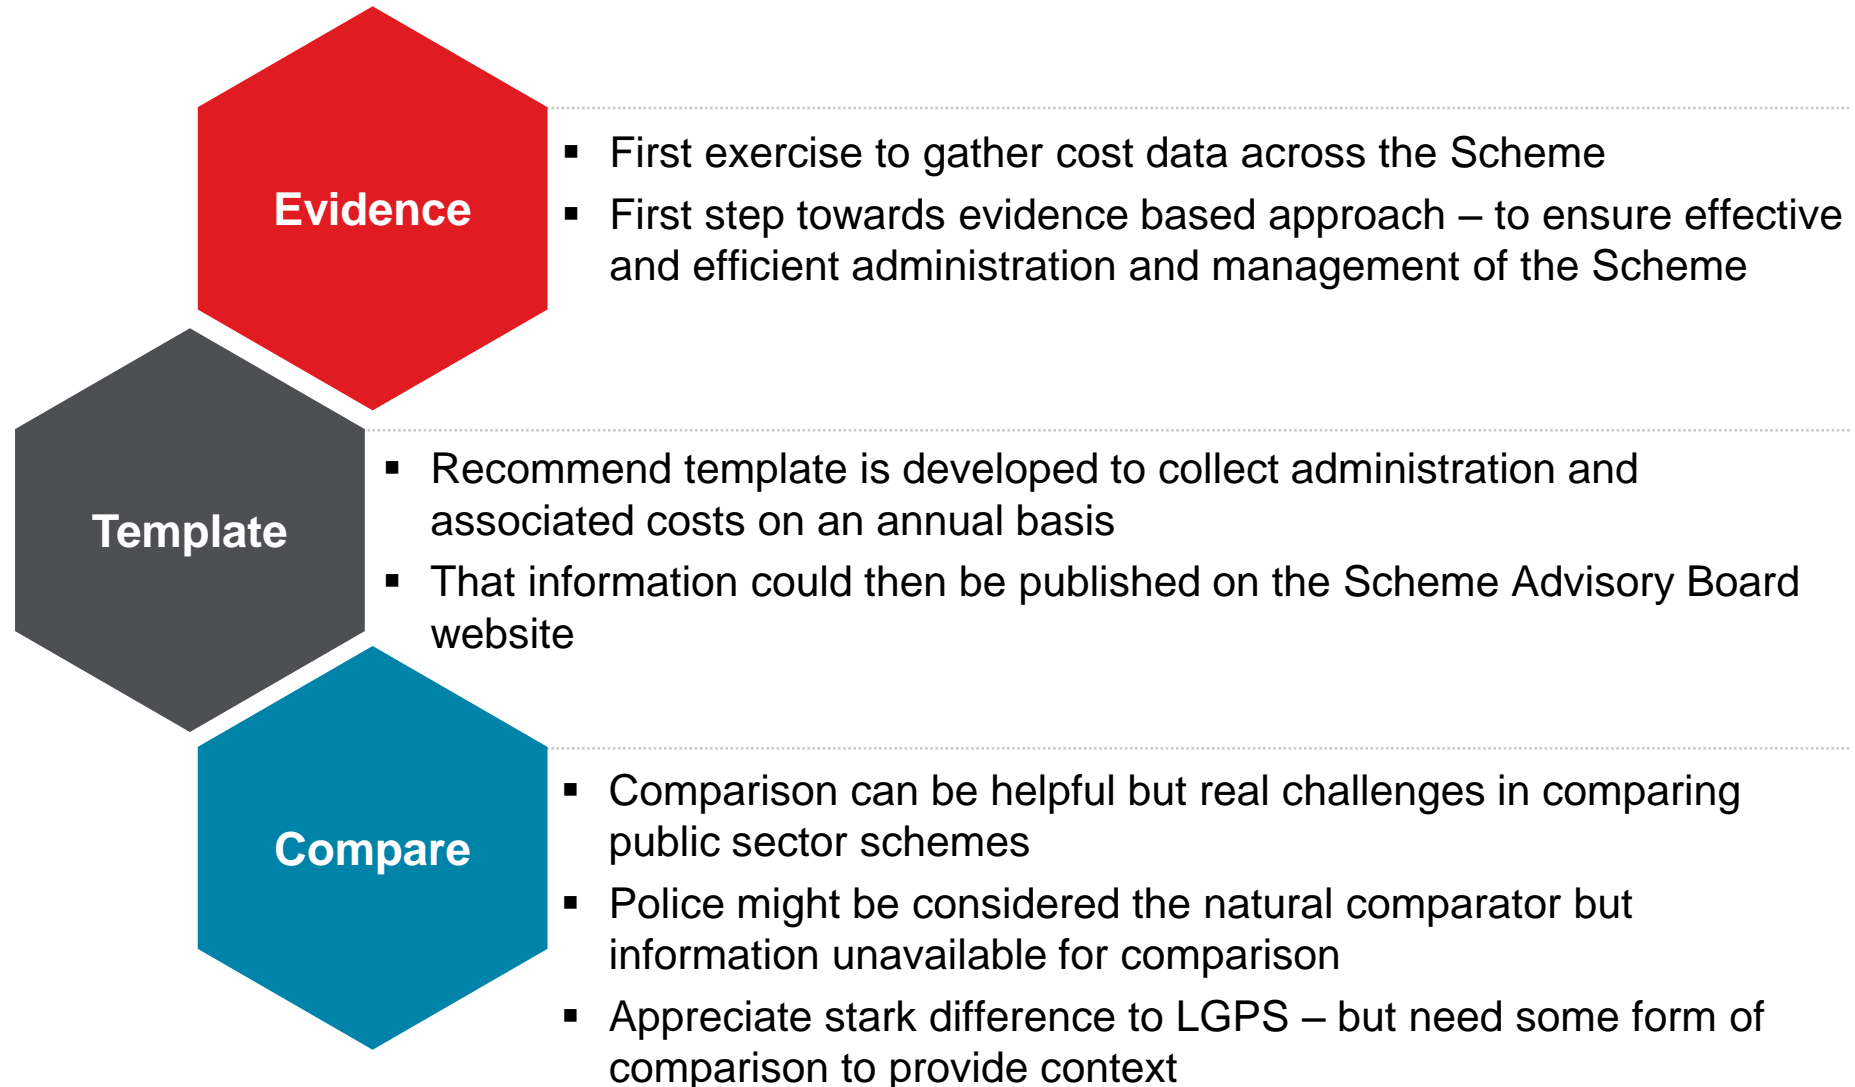 Evidence
▪ First exercise to gather cost data across the Scheme
▪ First step towards evidence based approach – to ensure effective
and efficient administration and management of the Scheme
Template
▪ Recommend template is developed to collect administration and
associated costs on an annual basis
▪ That information could then be published on the Scheme Advisory Board
website
Compare
▪ Comparison can be helpful but real challenges in comparing
public sector schemes
▪ Police might be considered the natural comparator but
information unavailable for comparison
▪ Appreciate stark difference to LGPS – but need some form of
comparison to provide context